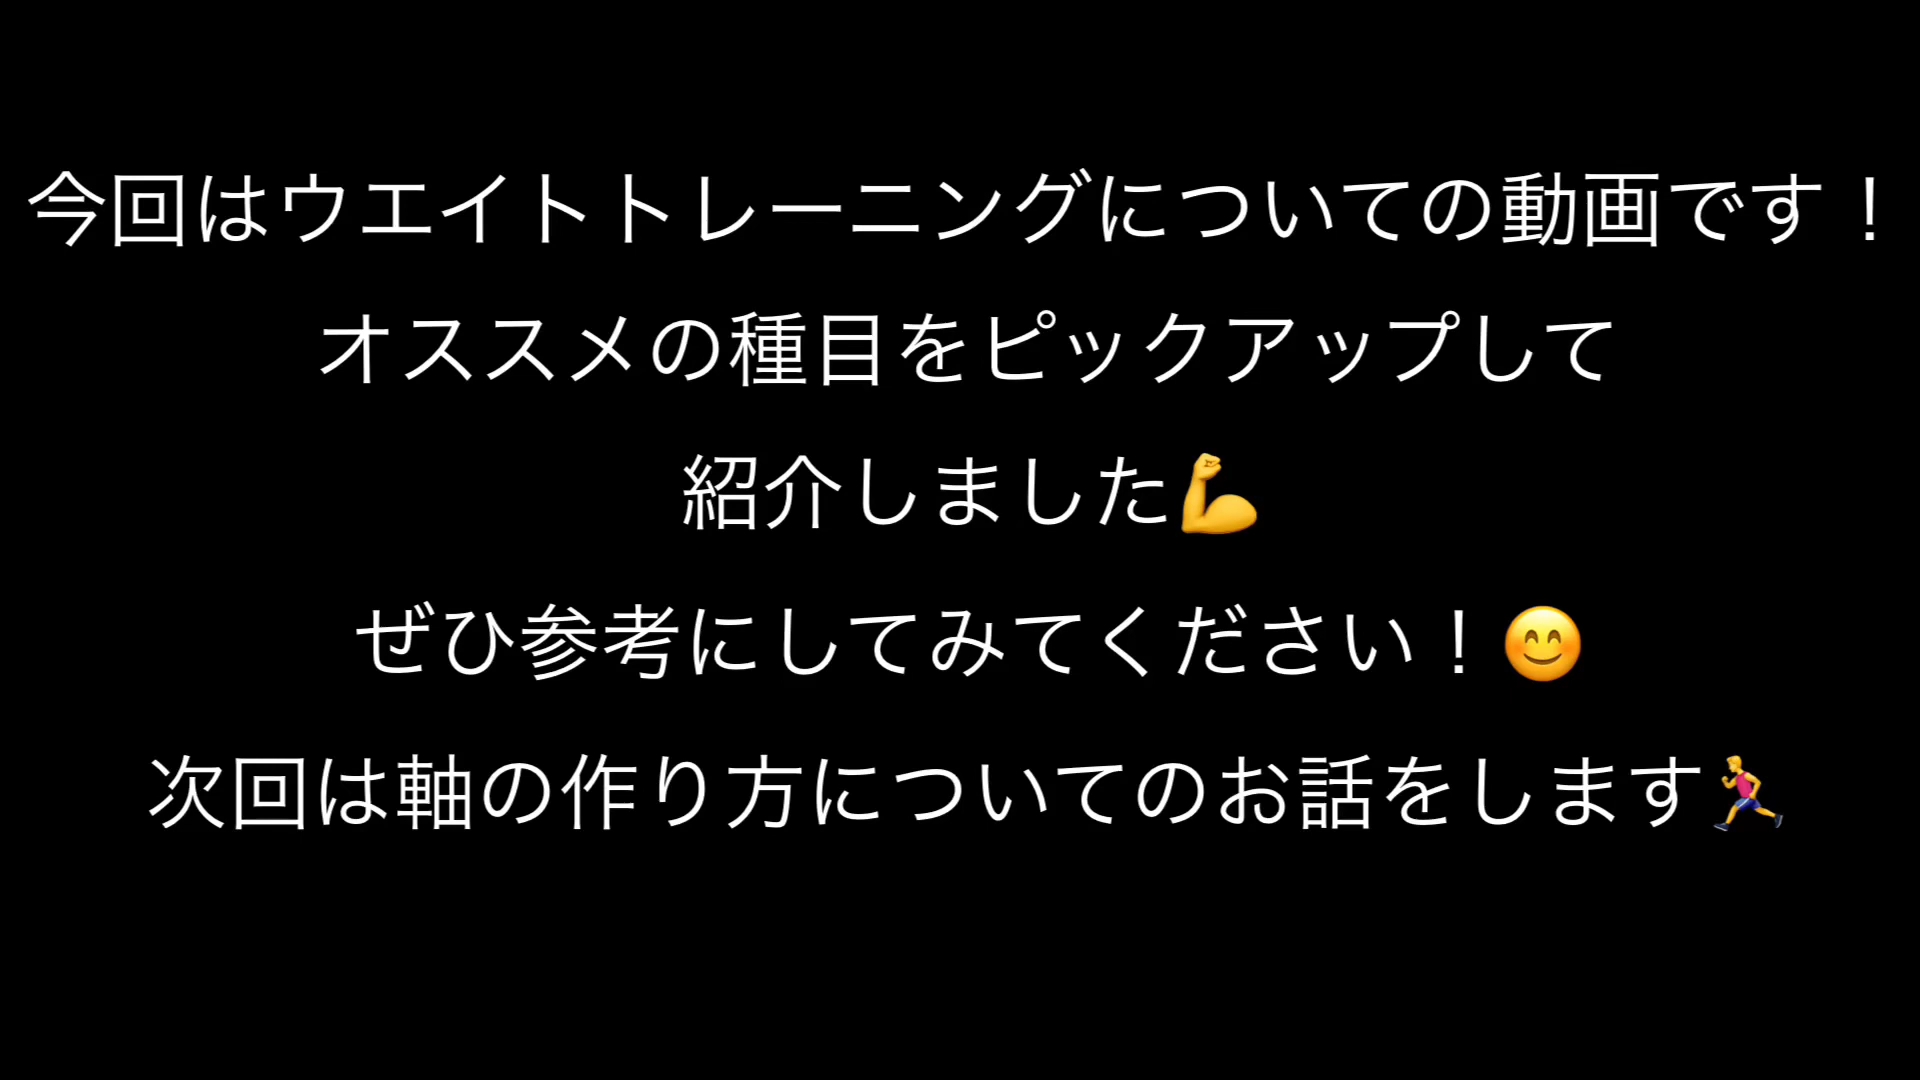 今回はウエイトトレーニングについての動画です！
オススメの種目をピックアップして
紹介しました💪
ぜひ参考にしてみてください！😊
次回は軸の作り方についてのお話をします🏃‍♂️